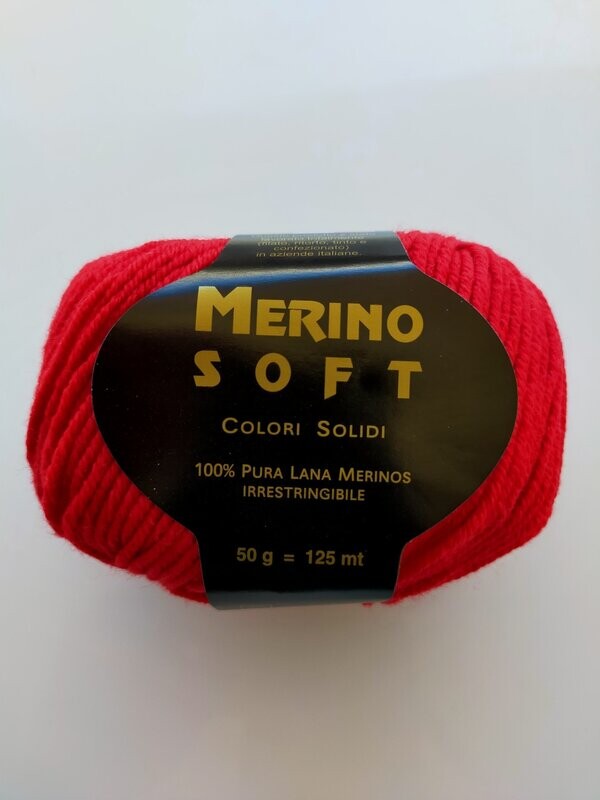 (filato, ritorto, tinto e
confezionato)
in aziende italiane.
MERINO
SOFT
COLORI SOLIDI
100% PURA LANA MERINOS
IRRESTRINGIBILE
50 g = 125 mt